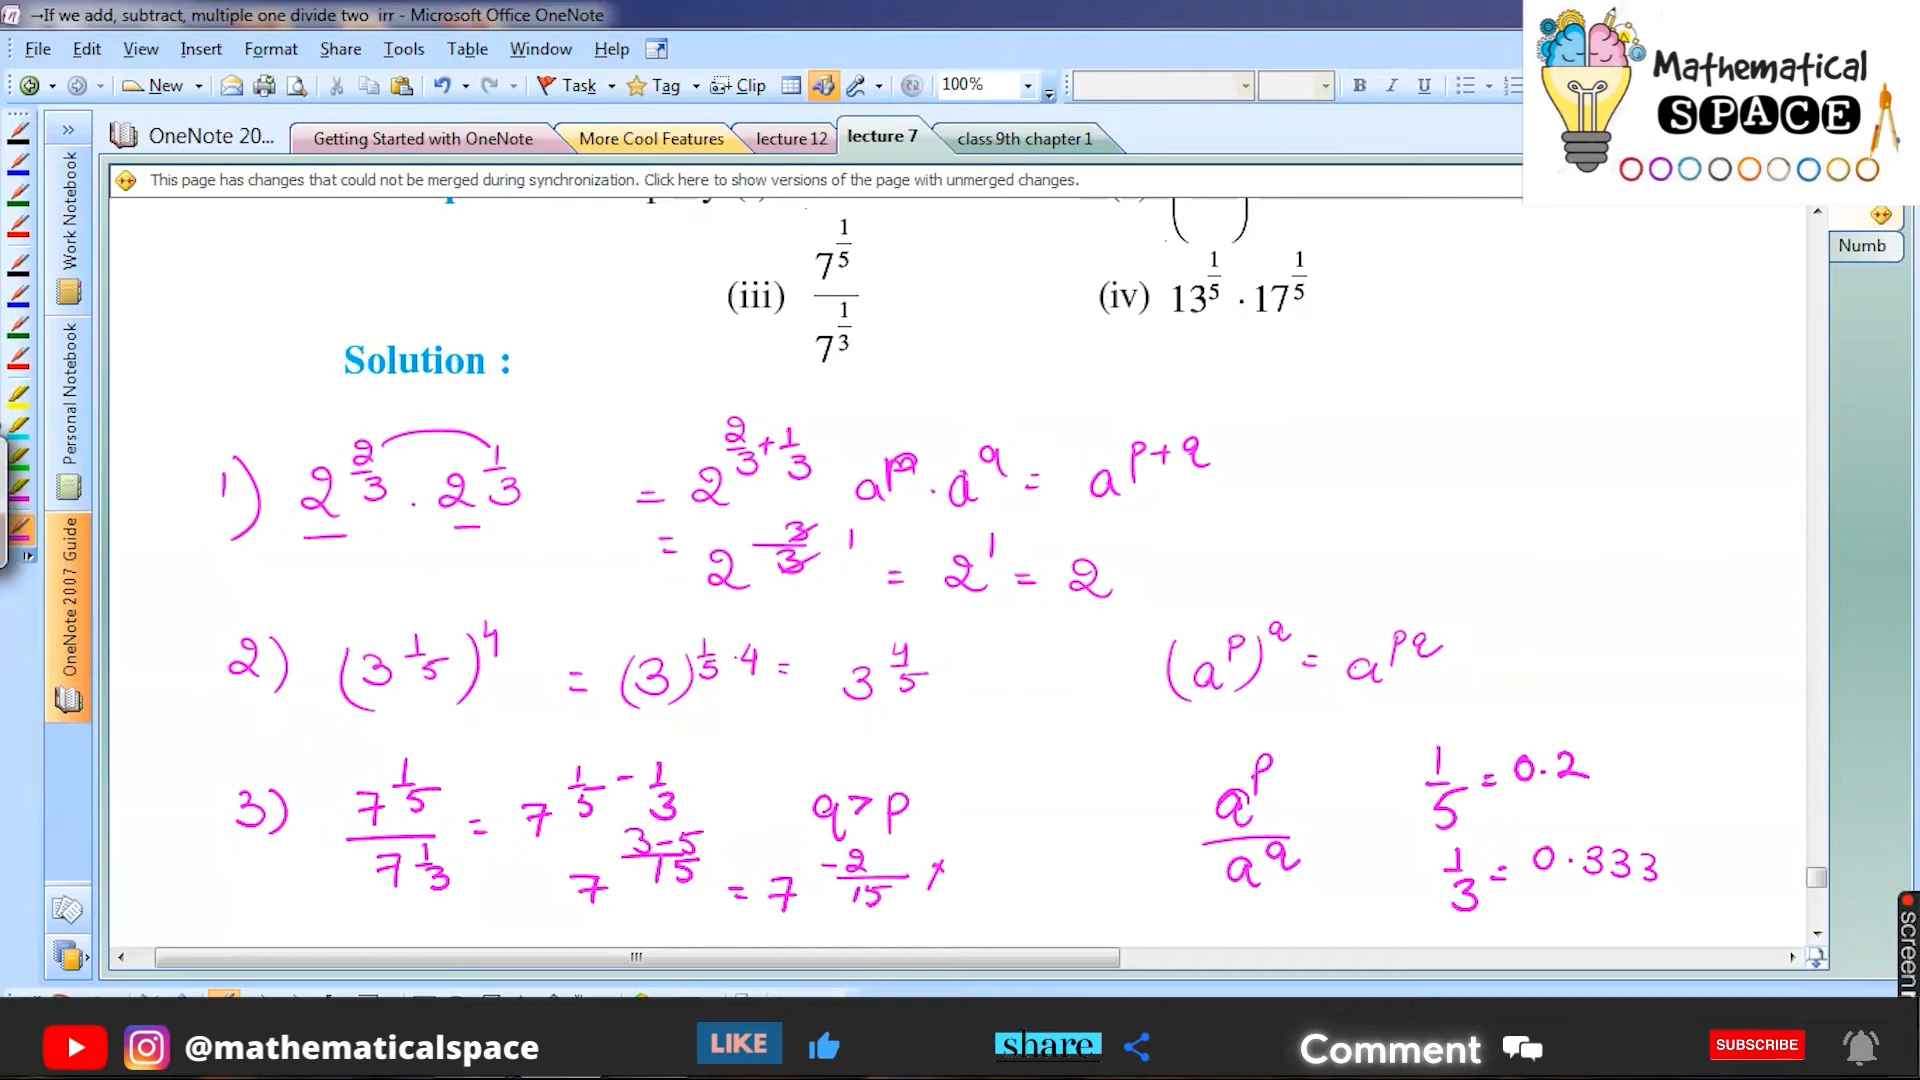 →If we add, subtract, multiple one divide two irr - Microsoft Office OneNote
File Edit View Insert Format Share Tools Table Window Help
New Task Tag Clip 100% B I U
Mathematical
SPACE
OneNote 20... Getting Started with OneNote More Cool Features lecture 12 lecture 7 class 9th chapter 1
This page has changes that could not be merged during synchronization. Click here to show versions of the page with unmerged changes.
Numb
Work Notebook
Personal Notebook
OneNote 2007 Guide
(iii) 7^(1/5) / 7^(1/3) (iv) 13^(1/5) · 17^(1/5)
Solution :
1) 2^(2/3) . 2^(1/3) = 2^(2/3+1/3) a^p . a^q = a^(p+q)
= 2^(3/3) 1 = 2^1 = 2
2) (3^(1/5))^4 = (3)^(1/5·4) = 3^(4/5) (a^p)^q = a^(pq)
3) 7^(1/5) / 7^(1/3) = 7^(1/5-1/3) q > p a^p / a^q 1/5 = 0.2
7^((3-5)/15) = 7^(-2/15) × 1/3 = 0.333
@mathematicalspace LIKE share Comment SUBSCRIBE
screen